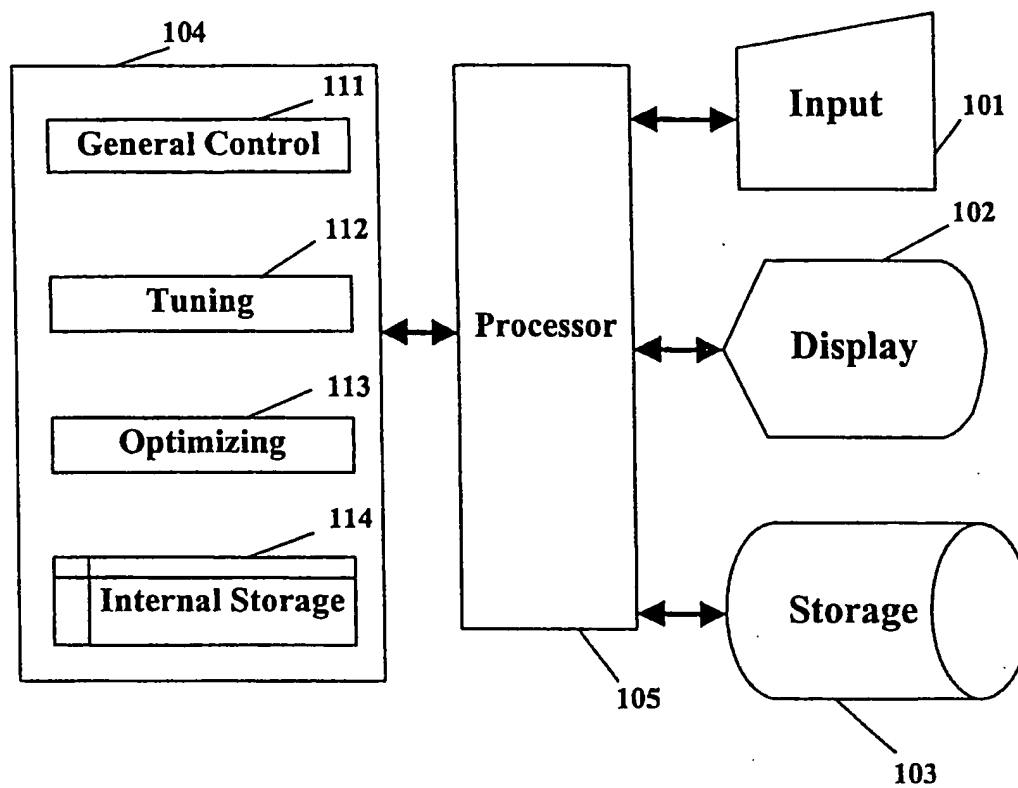 104
111
General Control
112
Tuning
113
Optimizing
114
Internal Storage
Processor
105
Input
101
102
Display
Storage
103